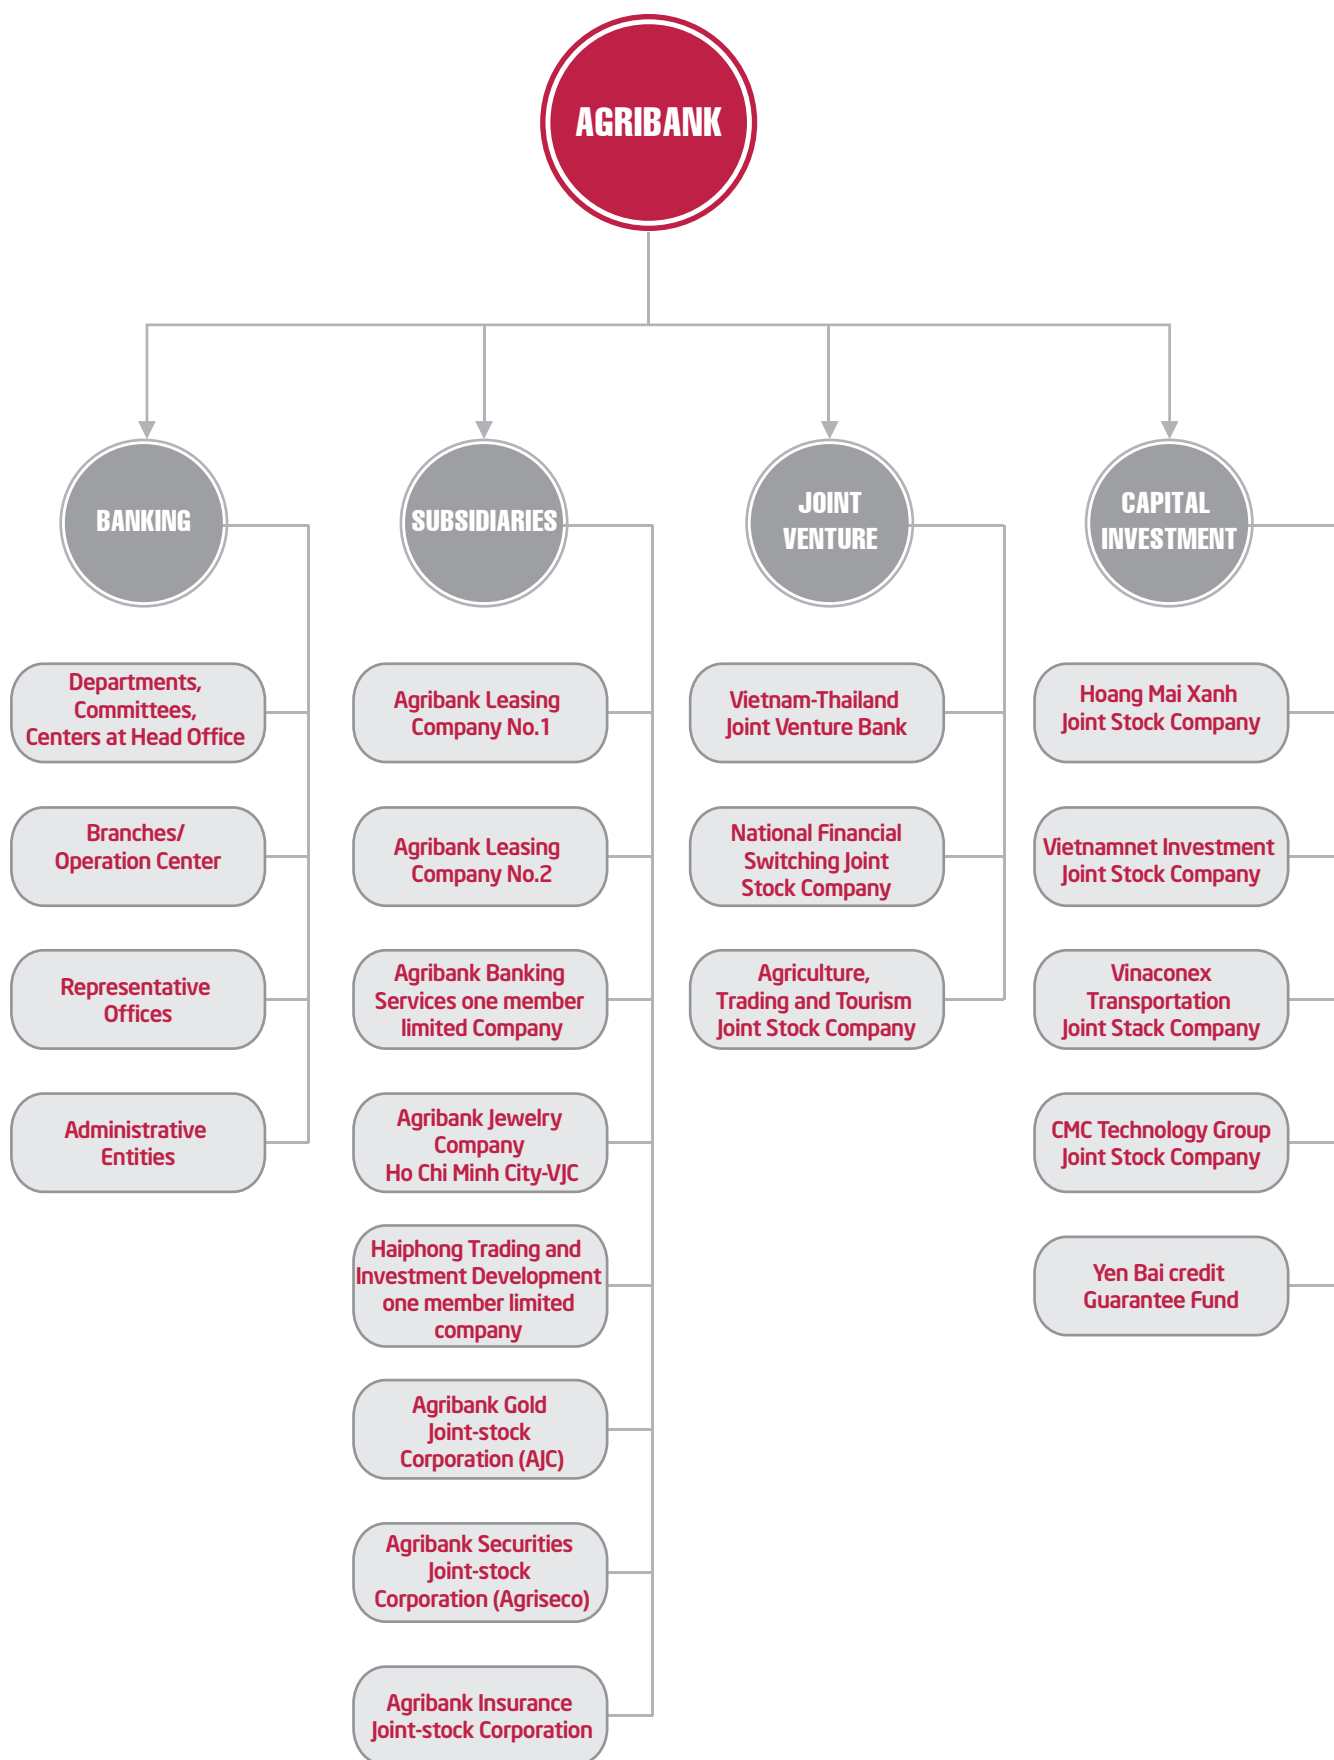 AGRIBANK
BANKING
Departments,
Committees,
Centers at Head Office
Branches/
Operation Center
Representative
Offices
Administrative
Entities
SUBSIDIARIES
Agribank Leasing
Company No.1
Agribank Leasing
Company No.2
Agribank Banking
Services one member
limited Company
Agribank Jewelry
Company
Ho Chi Minh City-VJC
Haiphong Trading and
Investment Development
one member limited
company
Agribank Gold
Joint-stock
Corporation (AJC)
Agribank Securities
Joint-stock
Corporation (Agriseco)
Agribank Insurance
Joint-stock Corporation
JOINT
VENTURE
Vietnam-Thailand
Joint Venture Bank
National Financial
Switching Joint
Stock Company
Agriculture,
Trading and Tourism
Joint Stock Company
CAPITAL
INVESTMENT
Hoang Mai Xanh
Joint Stock Company
Vietnamnet Investment
Joint Stock Company
Vinaconex
Transportation
Joint Stack Company
CMC Technology Group
Joint Stock Company
Yen Bai credit
Guarantee Fund